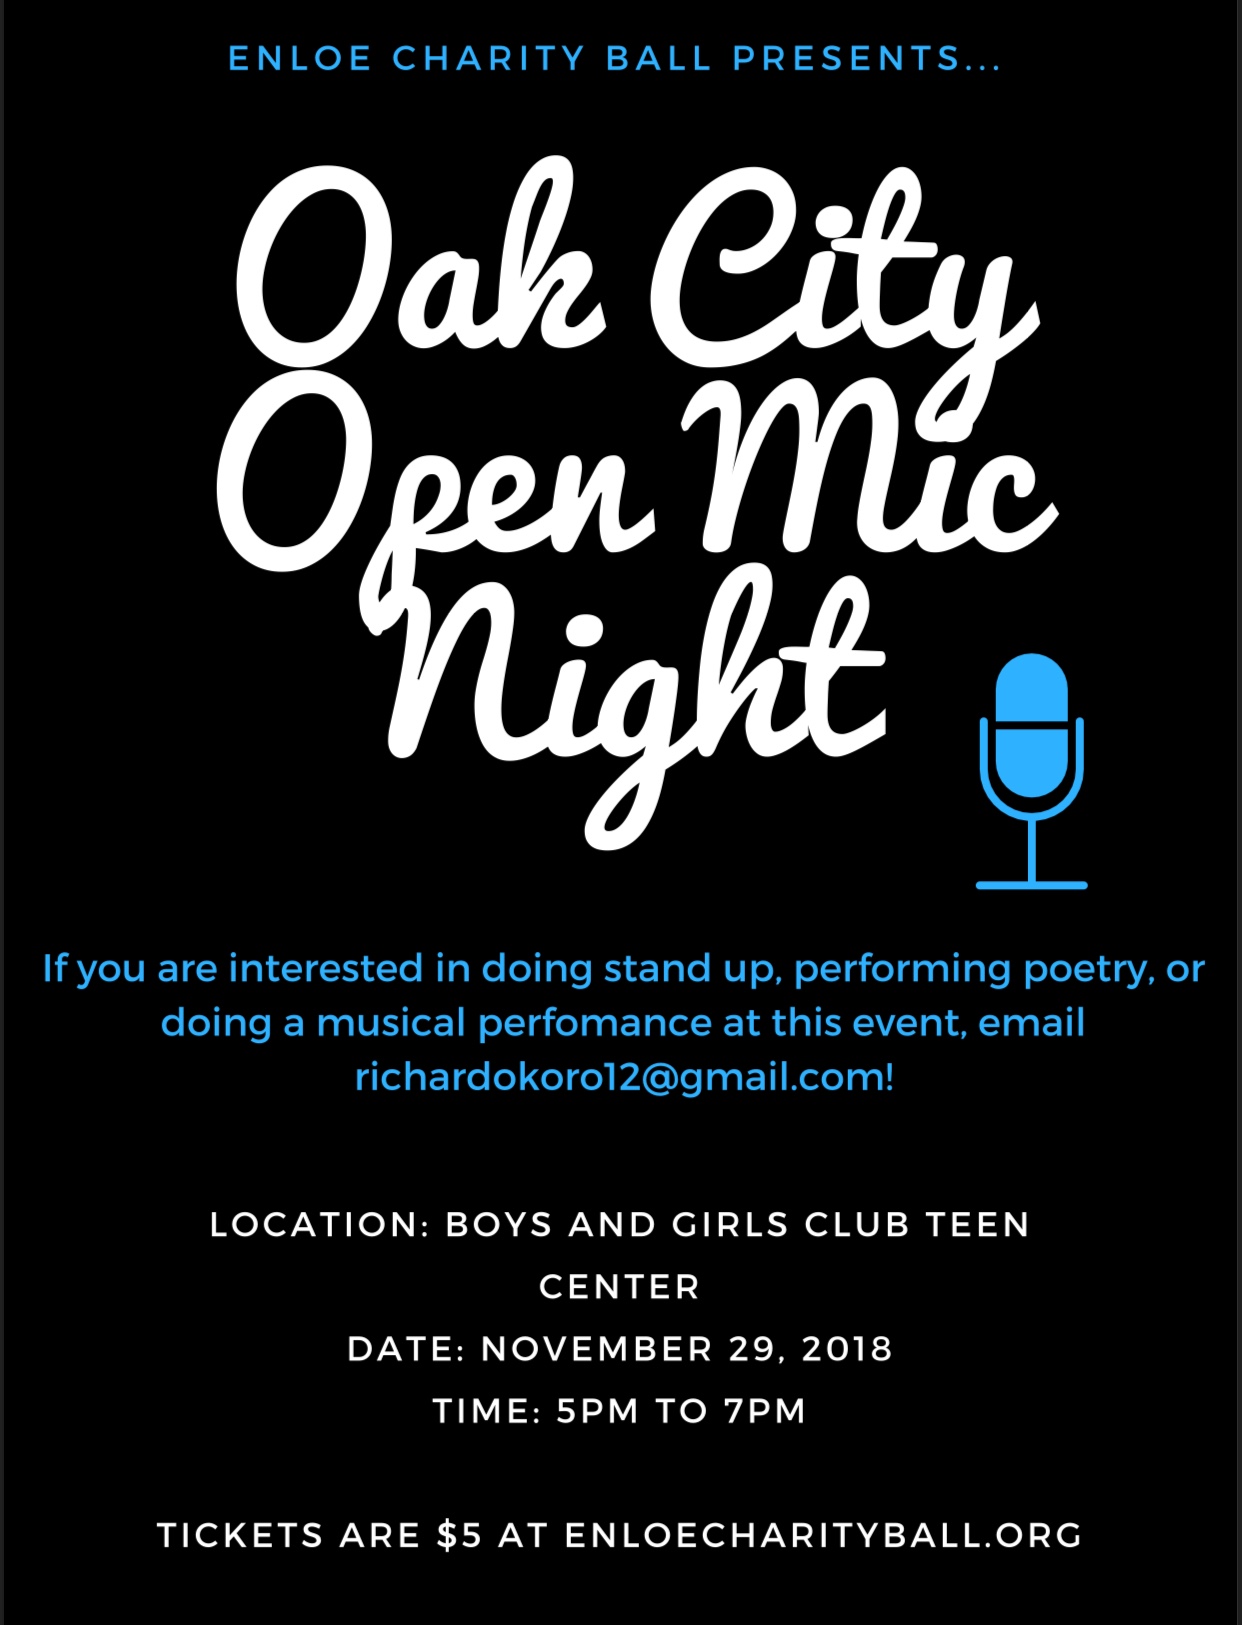 ENLOE CHARITY BALL PRESENTS...
Oak City
Open Mic
Night
If you are interested in doing stand up, performing poetry, or
doing a musical perfomance at this event, email
richardokoro12@gmail.com!
LOCATION: BOYS AND GIRLS CLUB TEEN
CENTER
DATE: NOVEMBER 29, 2018
TIME: 5PM TO 7PM
TICKETS ARE $5 AT ENLOECHARITYBALL.ORG